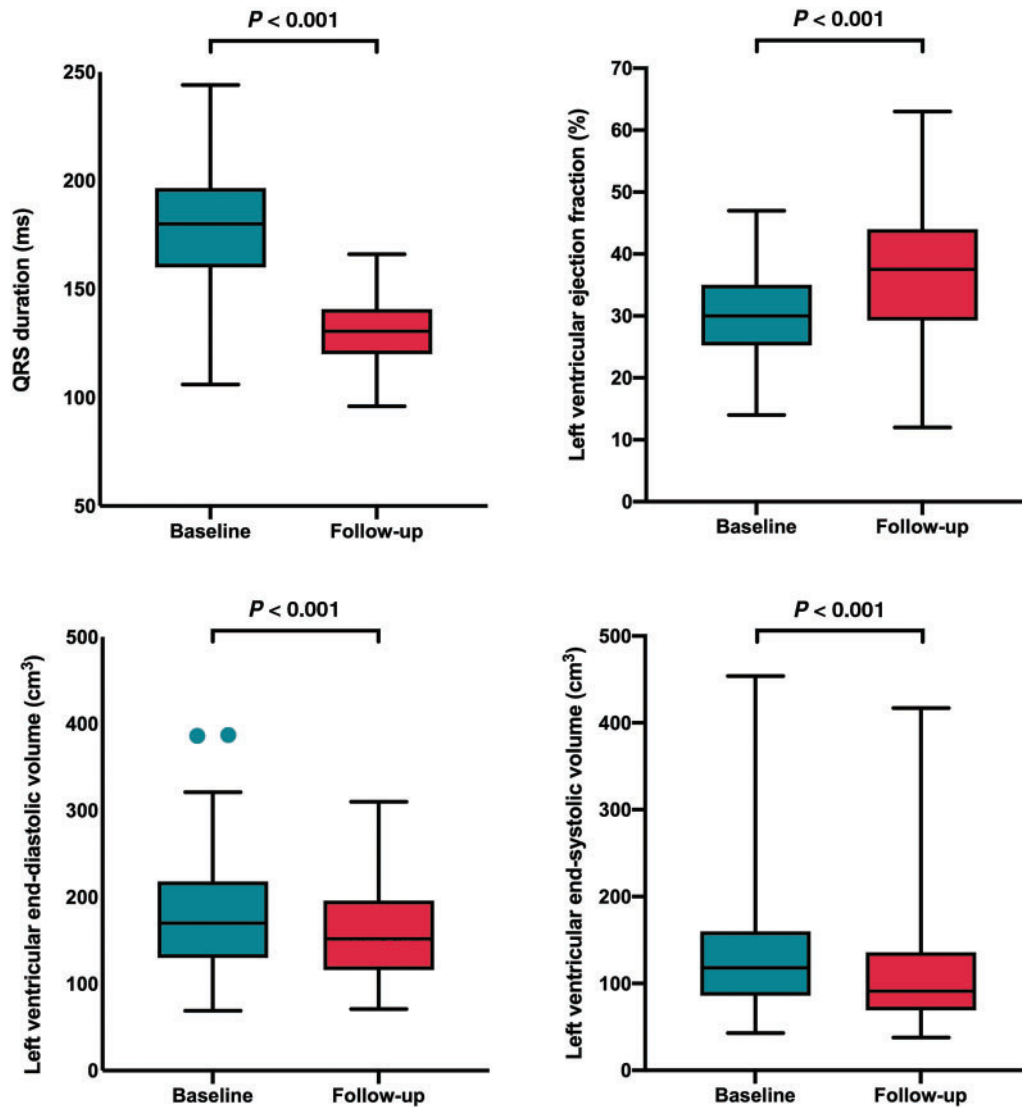 P < 0.001
QRS duration (ms)
250
200
150
100
50
Baseline
Follow-up
P < 0.001
Left ventricular ejection fraction (%)
70
60
50
40
30
20
10
0
Baseline
Follow-up
P < 0.001
Left ventricular end-diastolic volume (cm³)
500
400
300
200
100
0
Baseline
Follow-up
P < 0.001
Left ventricular end-systolic volume (cm³)
500
400
300
200
100
0
Baseline
Follow-up